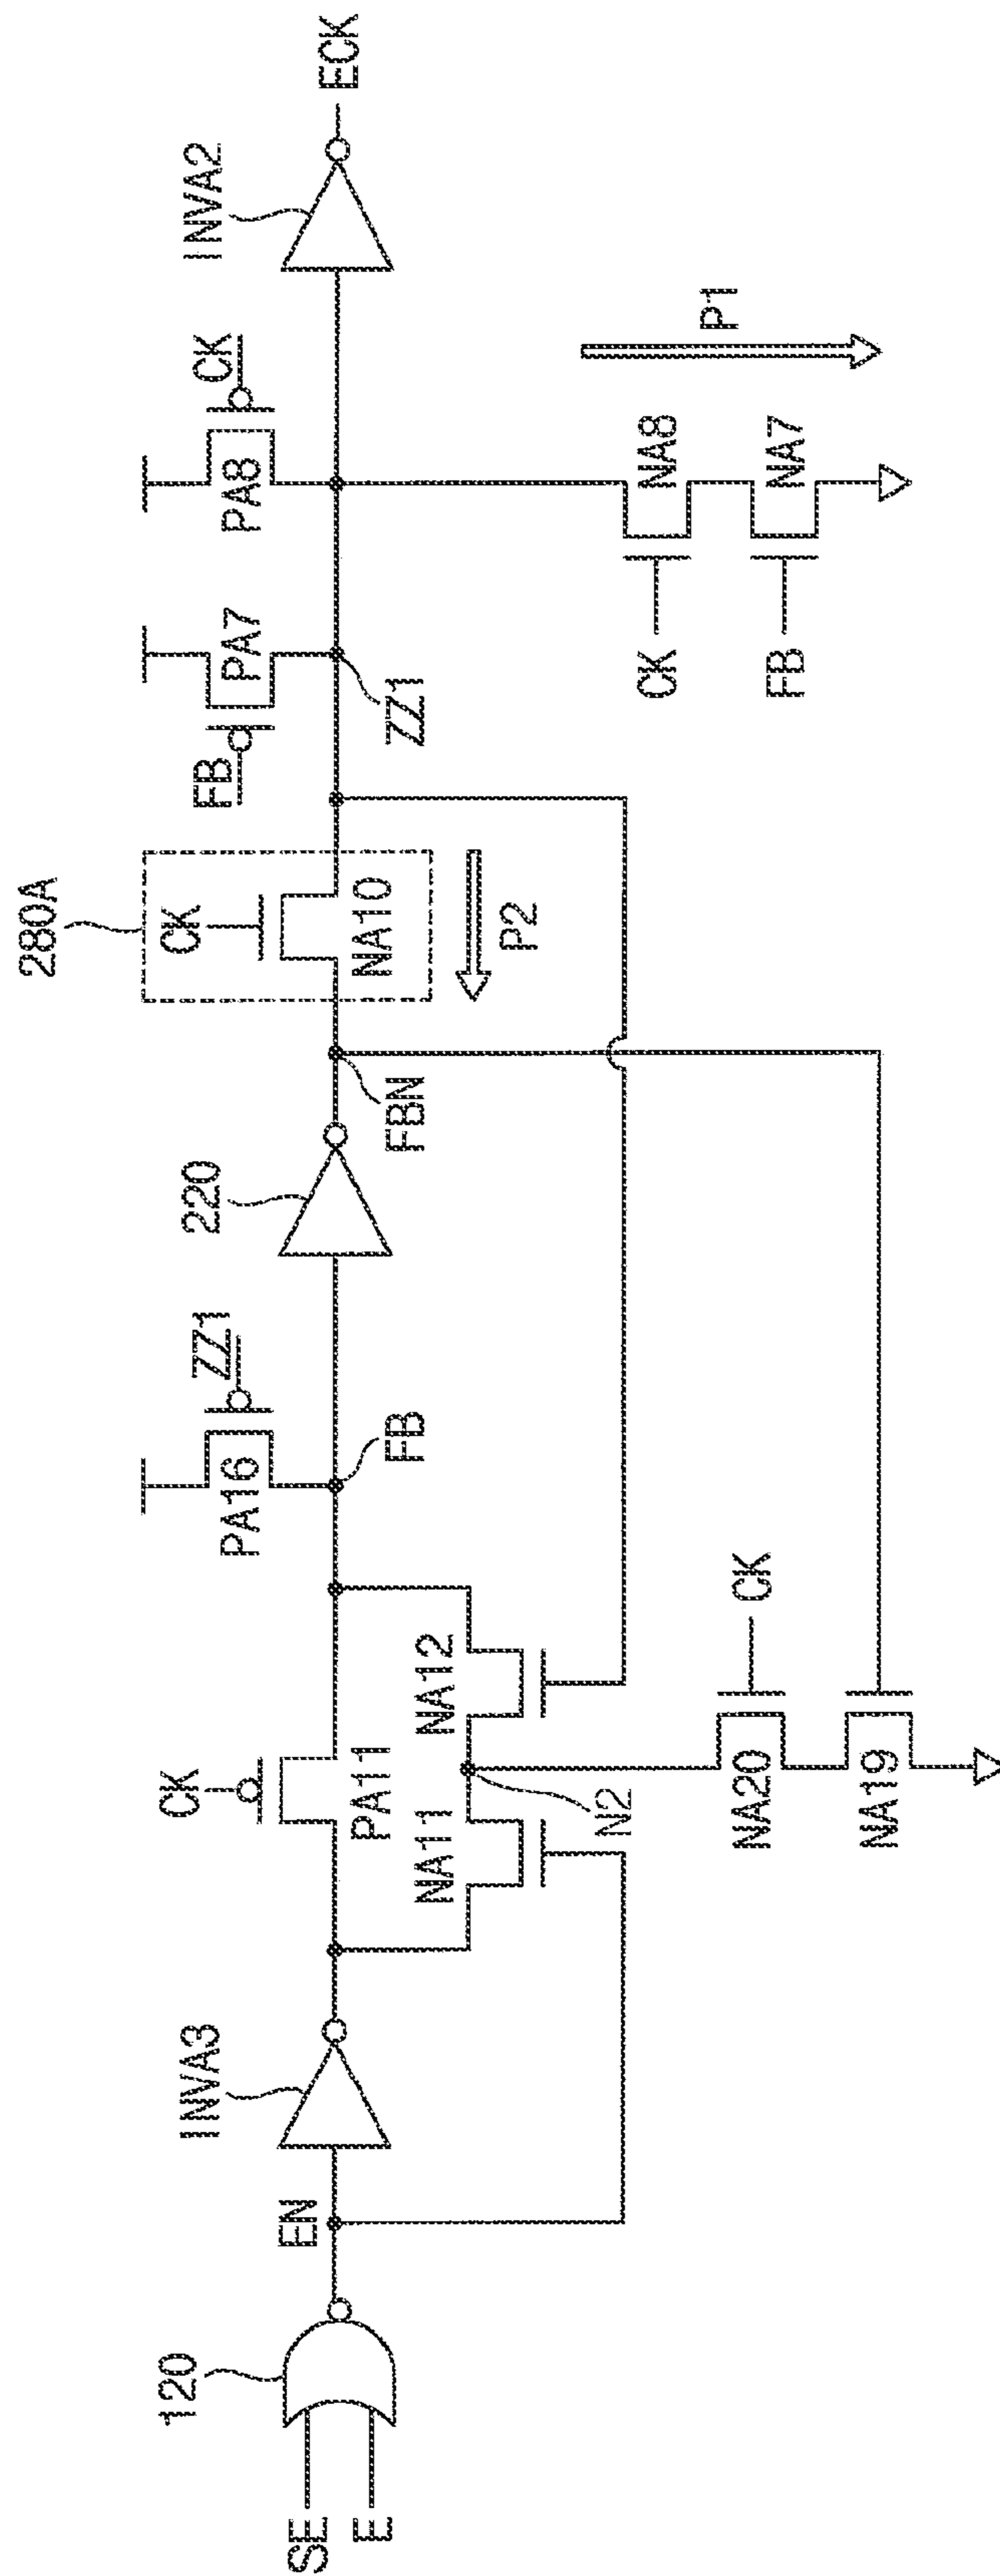 SE
E
120
EN
INVA3
CK
PA11
NA11
NA12
N2
NA20
CK
NA19
PA16
ZZ1
FB
220
FBN
280A
CK
NA10
P2
FB
PA7
ZZ1
PA8
CK
CK
NA8
FB
NA7
P1
INVA2
ECK